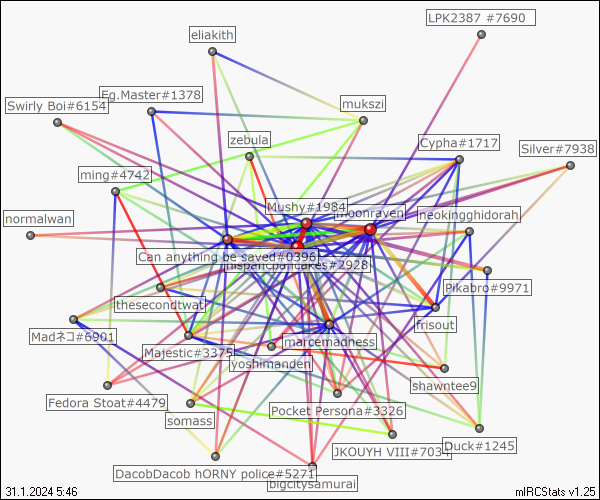 LPK2387 #7690
eliakith
Eg.Master#1378
mukszi
Swirly Boi#6154
zebula
Cypha#1717
Silver#7938
ming#4742
Mushy#1984
moonraven
neokingghidorah
normalwan
Can anything be saved#0396
Pikabro#9971
thesecondtwat
frisout
Madネコ#6901
marcemadness
Majestic#3375
yoshimanden
shawntee9
Fedora Stoat#4479
Pocket Persona#3326
somass
JKOUYH VIII#7034
Duck#1245
DacobDacob hORNY police#5271
bigcitysamurai
31.1.2024 5:46
mIRCStats v1.25